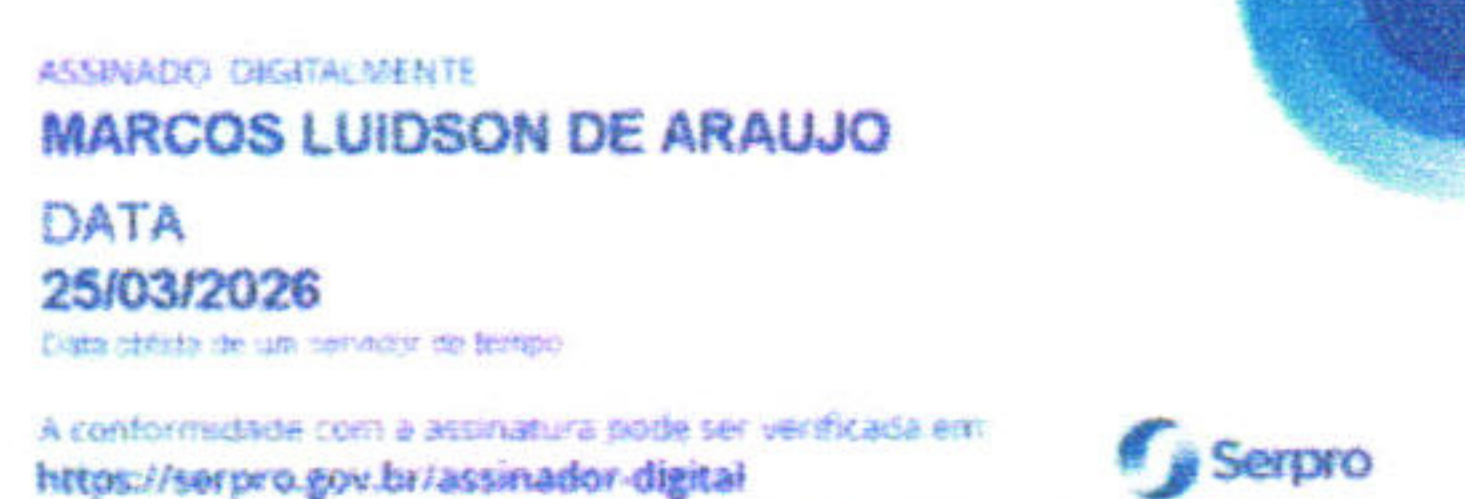 ASSINADO DIGITALMENTE
MARCOS LUIDSON DE ARAUJO
DATA
25/03/2026
Data obtida de um servidor de tempo
A conformidade com a assinatura pode ser verificada em:
https://serpro.gov.br/assinador-digital
Serpro